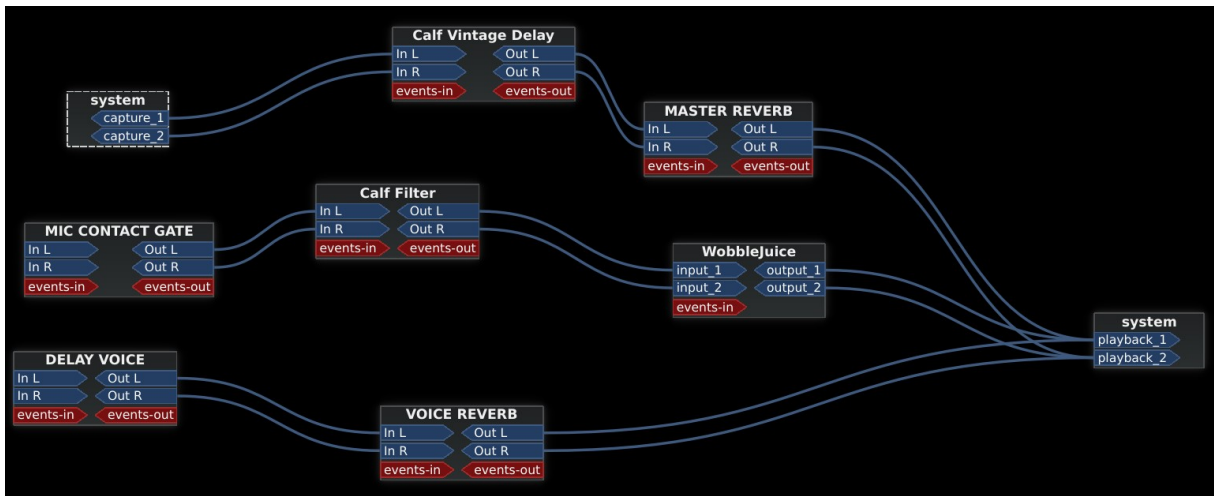 Calf Vintage Delay
In L Out L
In R Out R
events-in events-out
system
capture_1
capture_2
MASTER REVERB
In L Out L
In R Out R
events-in events-out
Calf Filter
In L Out L
In R Out R
events-in events-out
MIC CONTACT GATE
In L Out L
In R Out R
events-in events-out
WobbleJuice
input_1 output_1
input_2 output_2
events-in
system
playback_1
playback_2
DELAY VOICE
In L Out L
In R Out R
events-in events-out
VOICE REVERB
In L Out L
In R Out R
events-in events-out